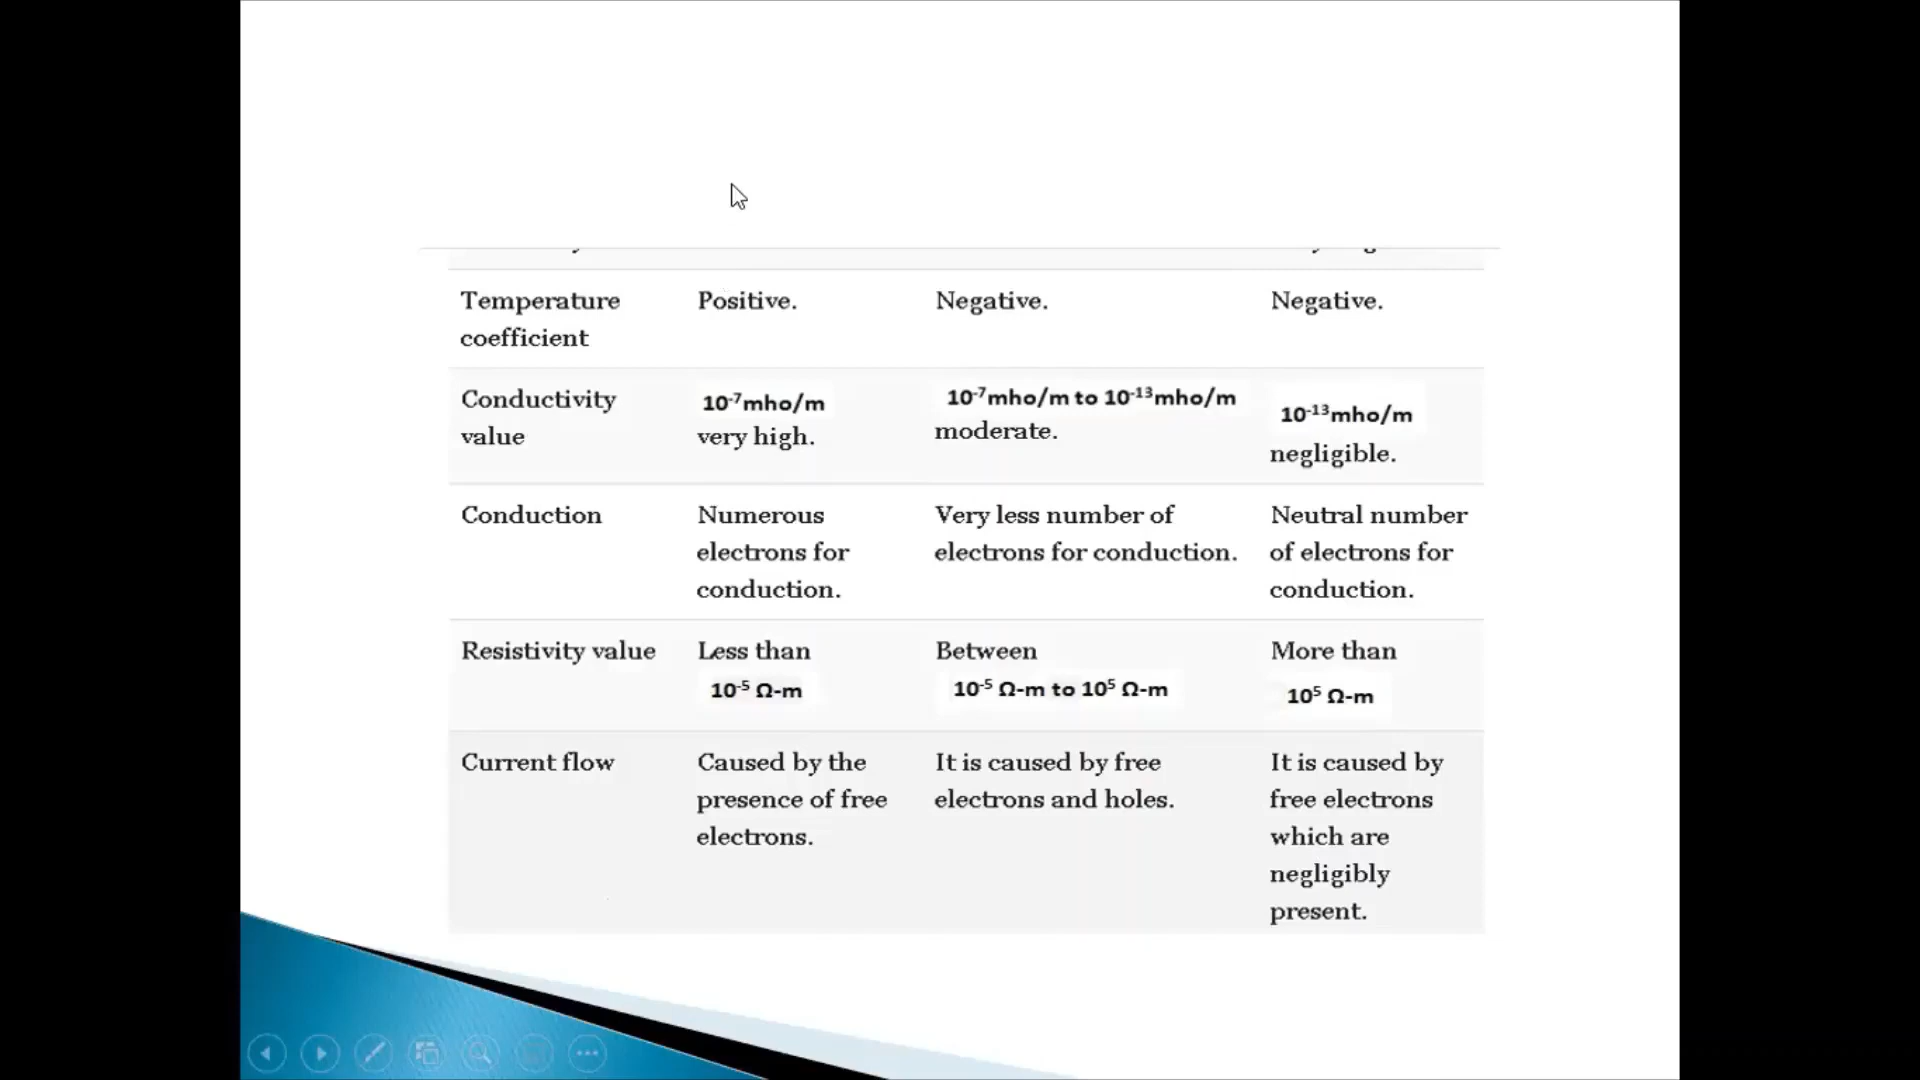 Temperature coefficient Positive. Negative. Negative.
Conductivity value 10⁻⁷mho/m very high. 10⁻⁷mho/m to 10⁻¹³mho/m moderate. 10⁻¹³mho/m negligible.
Conduction Numerous electrons for conduction. Very less number of electrons for conduction. Neutral number of electrons for conduction.
Resistivity value Less than 10⁻⁵ Ω-m Between 10⁻⁵ Ω-m to 10⁵ Ω-m More than 10⁵ Ω-m
Current flow Caused by the presence of free electrons. It is caused by free electrons and holes. It is caused by free electrons which are negligibly present.